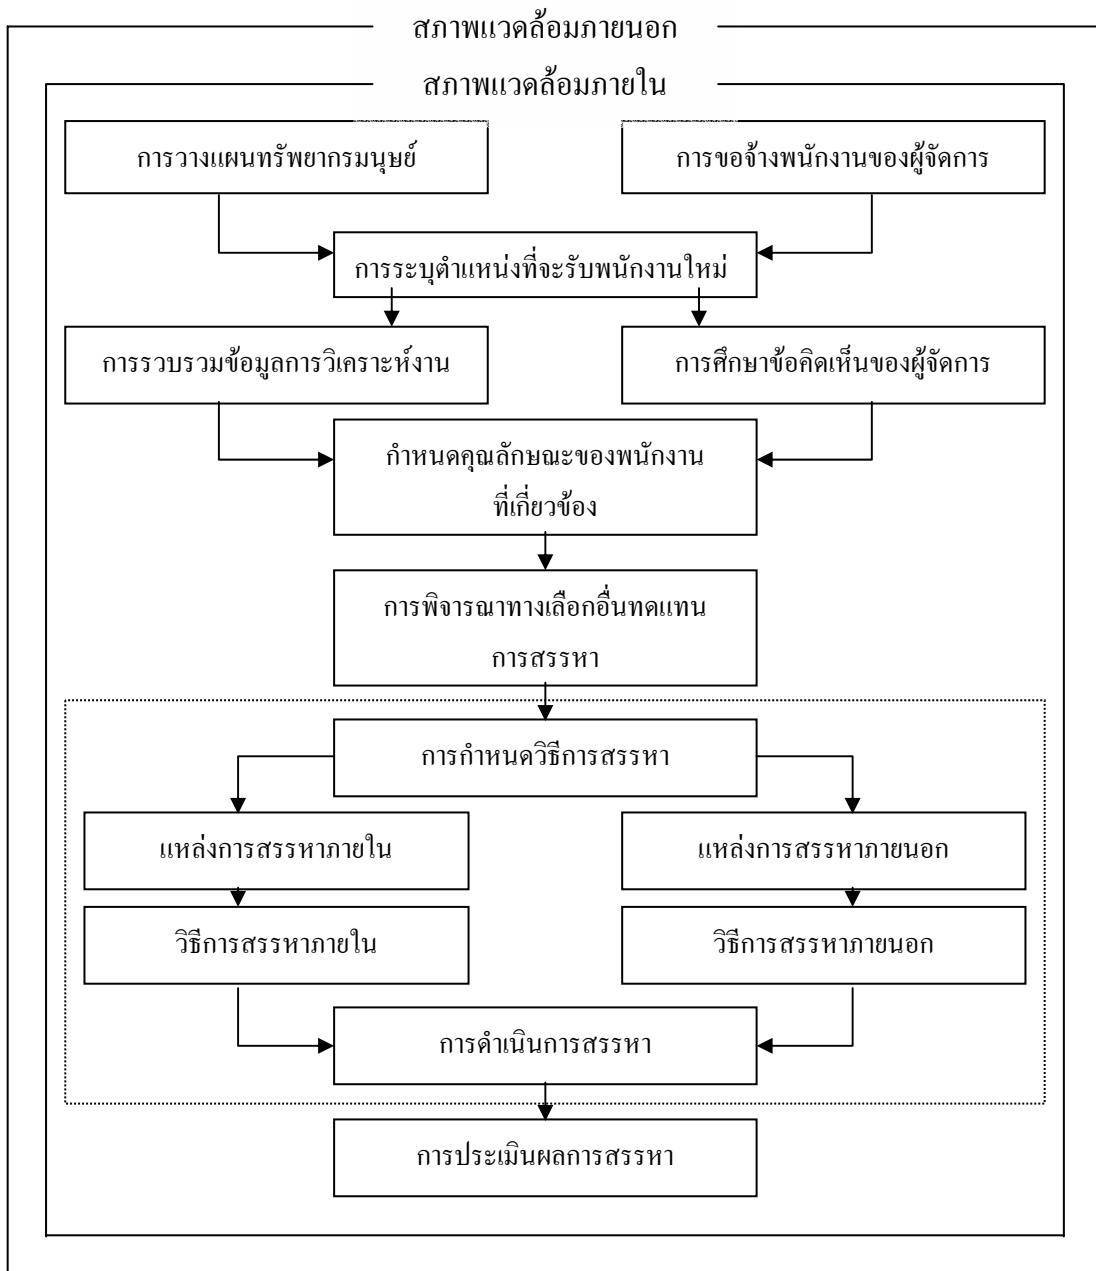 สภาพแวดล้อมภายนอก
สภาพแวดล้อมภายใน
การวางแผนทรัพยากรมนุษย์
การขอจ้างพนักงานของผู้จัดการ
การระบุตำแหน่งที่จะรับพนักงานใหม่
การรวบรวมข้อมูลการวิเคราะห์งาน
การศึกษาข้อคิดเห็นของผู้จัดการ
กำหนดคุณลักษณะของพนักงาน
ที่เกี่ยวข้อง
การพิจารณาทางเลือกอื่นทดแทน
การสรรหา
การกำหนดวิธีการสรรหา
แหล่งการสรรหาภายใน
แหล่งการสรรหาภายนอก
วิธีการสรรหาภายใน
วิธีการสรรหาภายนอก
การดำเนินการสรรหา
การประเมินผลการสรรหา